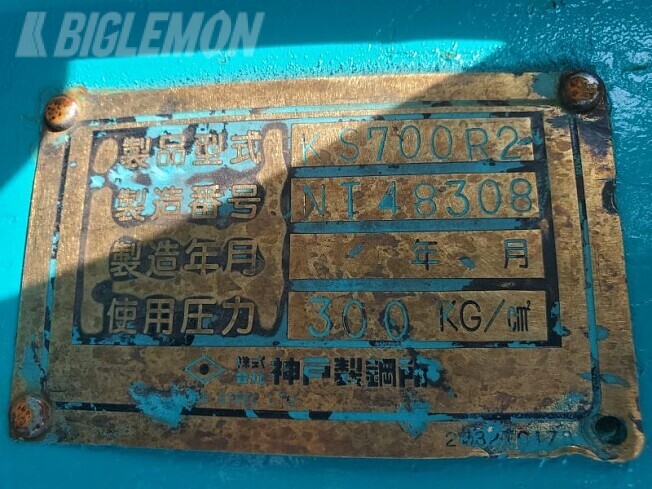 BIGLEMON
製品型式 KS700R2
製造番号 NT48308
製造年月 年 月
使用圧力 300 KG/㎠
株式会社 神戸製鋼所